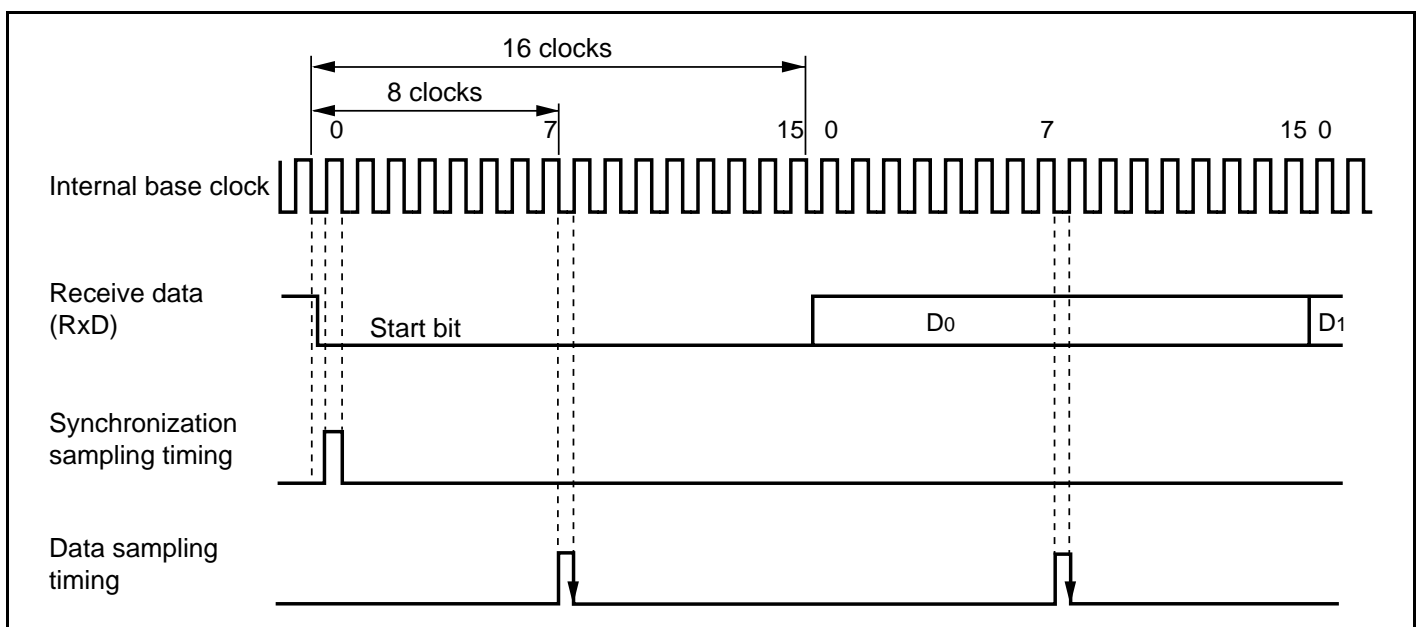 16 clocks
8 clocks
0 7 15 0 7 15 0
Internal base clock
Receive data
(RxD)
Start bit D0 D1
Synchronization
sampling timing
Data sampling
timing